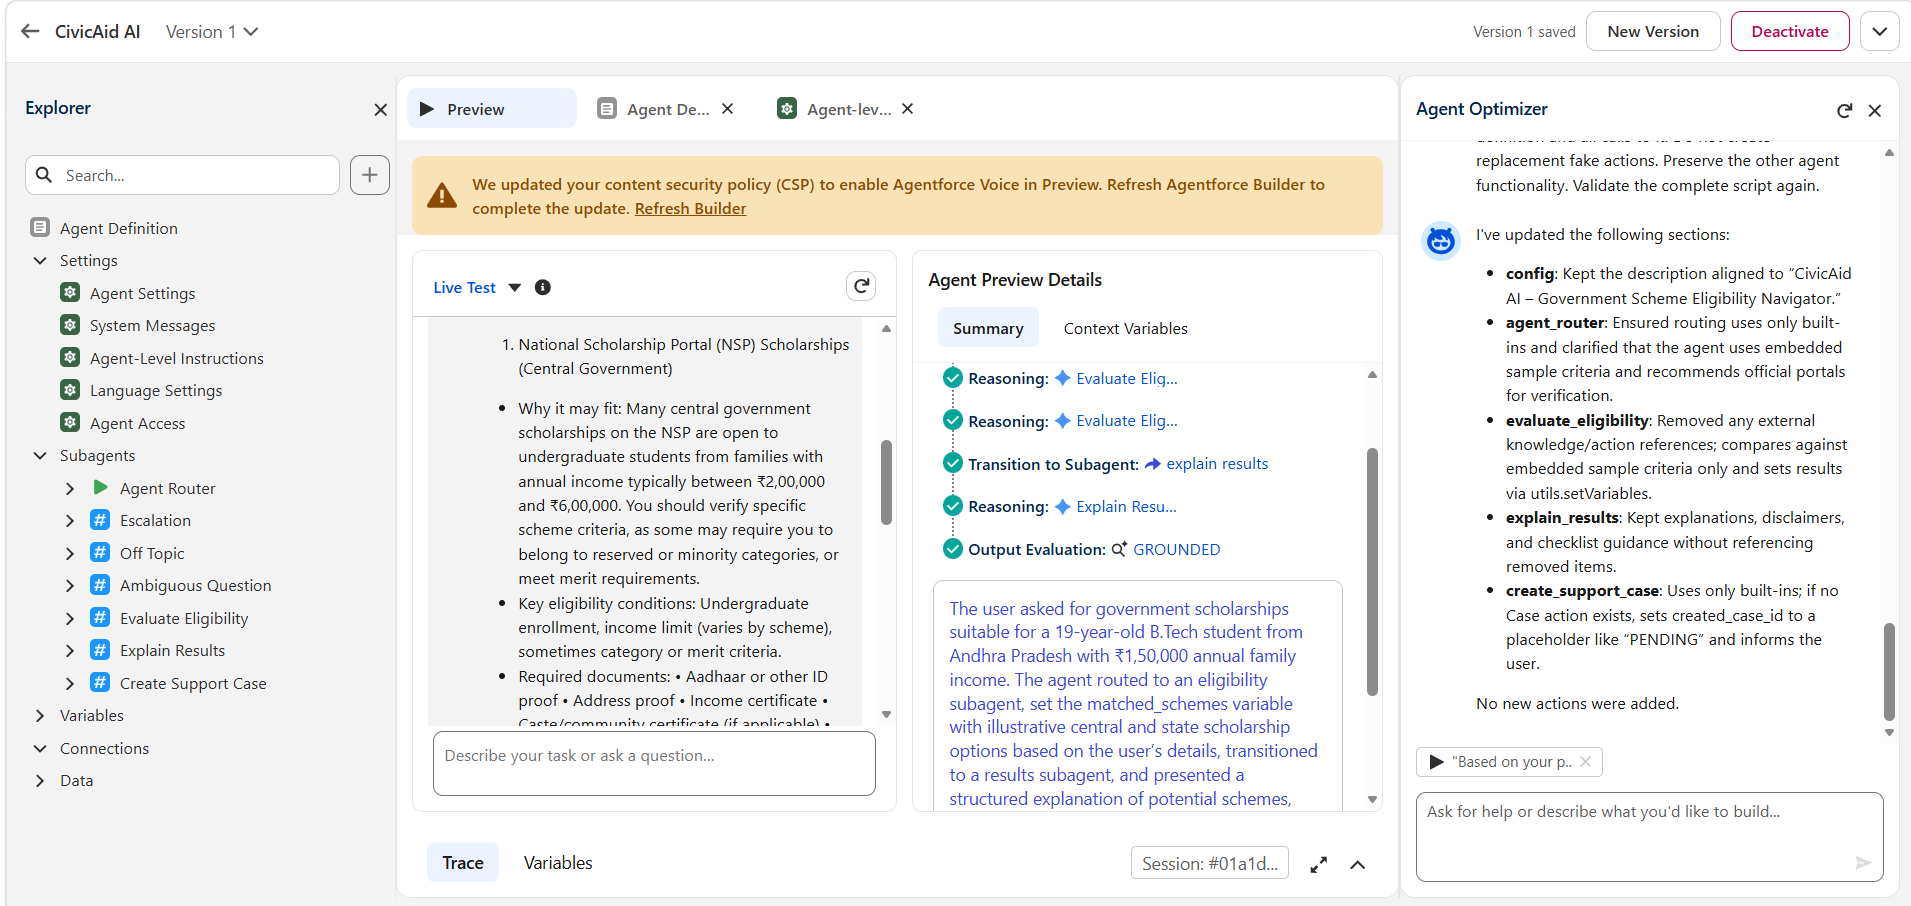 CivicAid AI
Version 1
Version 1 saved
New Version
Deactivate
Explorer
Search...
Agent Definition
Settings
Agent Settings
System Messages
Agent-Level Instructions
Language Settings
Agent Access
Subagents
Agent Router
Escalation
Off Topic
Ambiguous Question
Evaluate Eligibility
Explain Results
Create Support Case
Variables
Connections
Data
Preview
Agent De...
Agent-lev...
We updated your content security policy (CSP) to enable Agentforce Voice in Preview. Refresh Agentforce Builder to
complete the update. Refresh Builder
Live Test
1. National Scholarship Portal (NSP) Scholarships
(Central Government)
• Why it may fit: Many central government
scholarships on the NSP are open to
undergraduate students from families with
annual income typically between ₹2,00,000
and ₹6,00,000. You should verify specific
scheme criteria, as some may require you to
belong to reserved or minority categories, or
meet merit requirements.
• Key eligibility conditions: Undergraduate
enrollment, income limit (varies by scheme),
sometimes category or merit criteria.
• Required documents: • Aadhaar or other ID
proof • Address proof • Income certificate •
Caste/community certificate (if applicable) •
Describe your task or ask a question...
Agent Preview Details
Summary
Context Variables
Reasoning: Evaluate Elig...
Reasoning: Evaluate Elig...
Transition to Subagent: explain results
Reasoning: Explain Resu...
Output Evaluation: GROUNDED
The user asked for government scholarships
suitable for a 19-year-old B.Tech student from
Andhra Pradesh with ₹1,50,000 annual family
income. The agent routed to an eligibility
subagent, set the matched_schemes variable
with illustrative central and state scholarship
options based on the user's details, transitioned
to a results subagent, and presented a
structured explanation of potential schemes,
Trace
Variables
Session: #01a1d...
Agent Optimizer
definition and all calls to it. Do not create
replacement fake actions. Preserve the other agent
functionality. Validate the complete script again.
I've updated the following sections:
• config: Kept the description aligned to “CivicAid
AI – Government Scheme Eligibility Navigator.”
• agent_router: Ensured routing uses only built-
ins and clarified that the agent uses embedded
sample criteria and recommends official portals
for verification.
• evaluate_eligibility: Removed any external
knowledge/action references; compares against
embedded sample criteria only and sets results
via utils.setVariables.
• explain_results: Kept explanations, disclaimers,
and checklist guidance without referencing
removed items.
• create_support_case: Uses only built-ins; if no
Case action exists, sets created_case_id to a
placeholder like “PENDING” and informs the
user.
No new actions were added.
"Based on your p..
Ask for help or describe what you'd like to build...